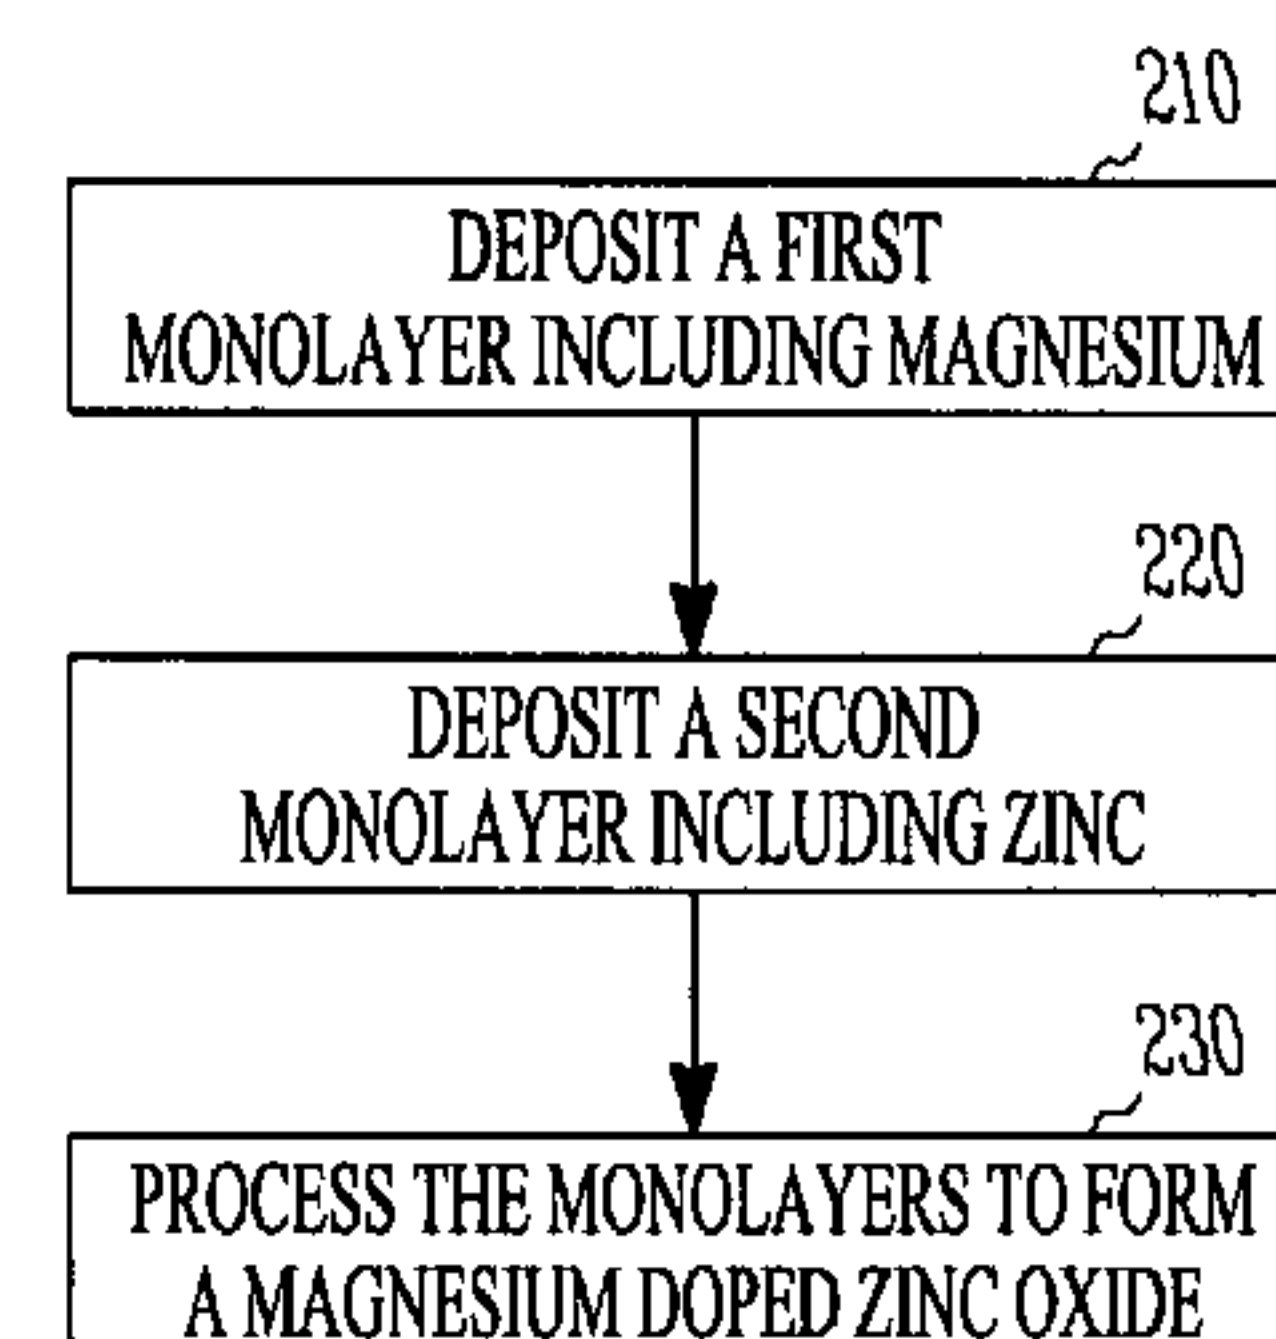 210
DEPOSIT A FIRST
MONOLAYER INCLUDING MAGNESIUM
220
DEPOSIT A SECOND
MONOLAYER INCLUDING ZINC
230
PROCESS THE MONOLAYERS TO FORM
A MAGNESIUM DOPED ZINC OXIDE